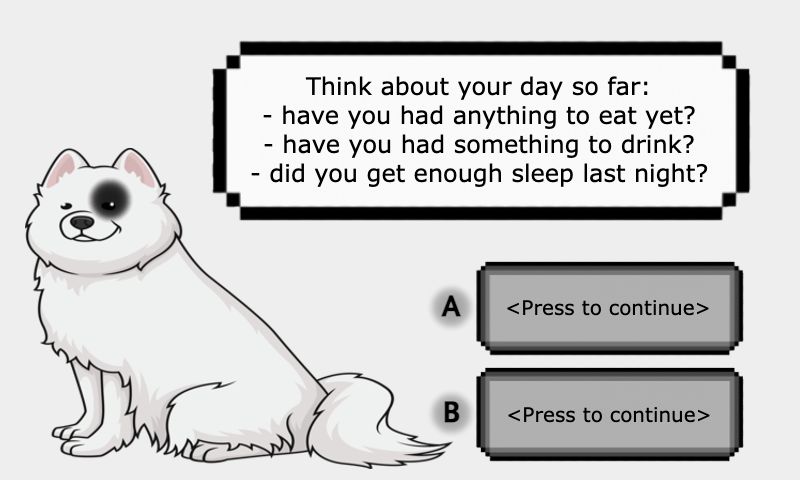 Think about your day so far:
- have you had anything to eat yet?
- have you had something to drink?
- did you get enough sleep last night?
A <Press to continue>
B <Press to continue>